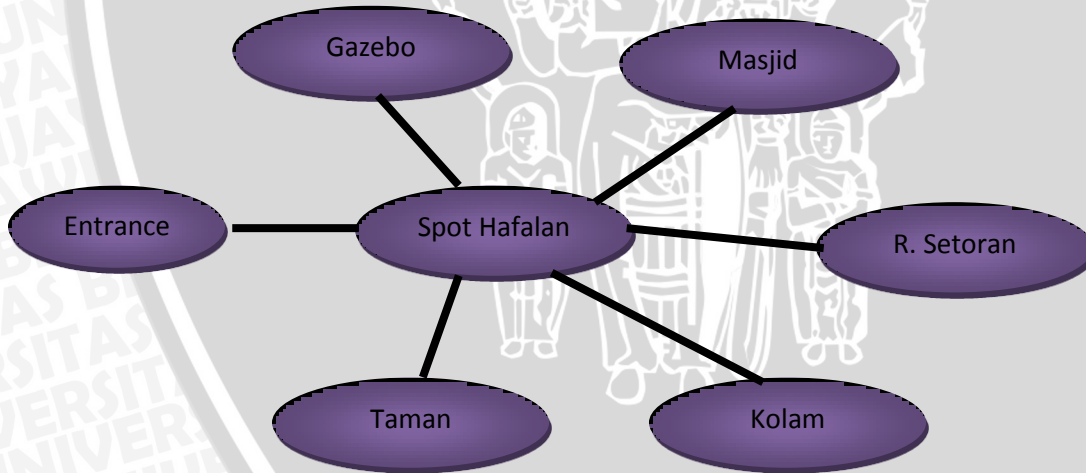 Gazebo
Masjid
Entrance
Spot Hafalan
R. Setoran
Taman
Kolam